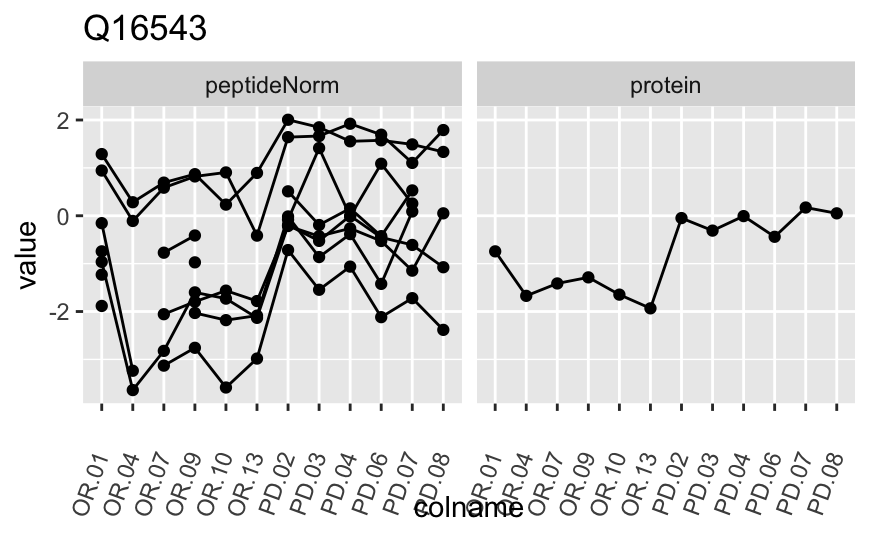 Q16543
peptideNorm protein
2
0
-2
value
OR.01 OR.04 OR.07 OR.09 OR.10 OR.13 PD.02 PD.03 PD.04 PD.06 PD.07 PD.08 OR.01 OR.04 OR.07 OR.09 OR.10 OR.13 PD.02 PD.03 PD.04 PD.06 PD.07 PD.08
colname